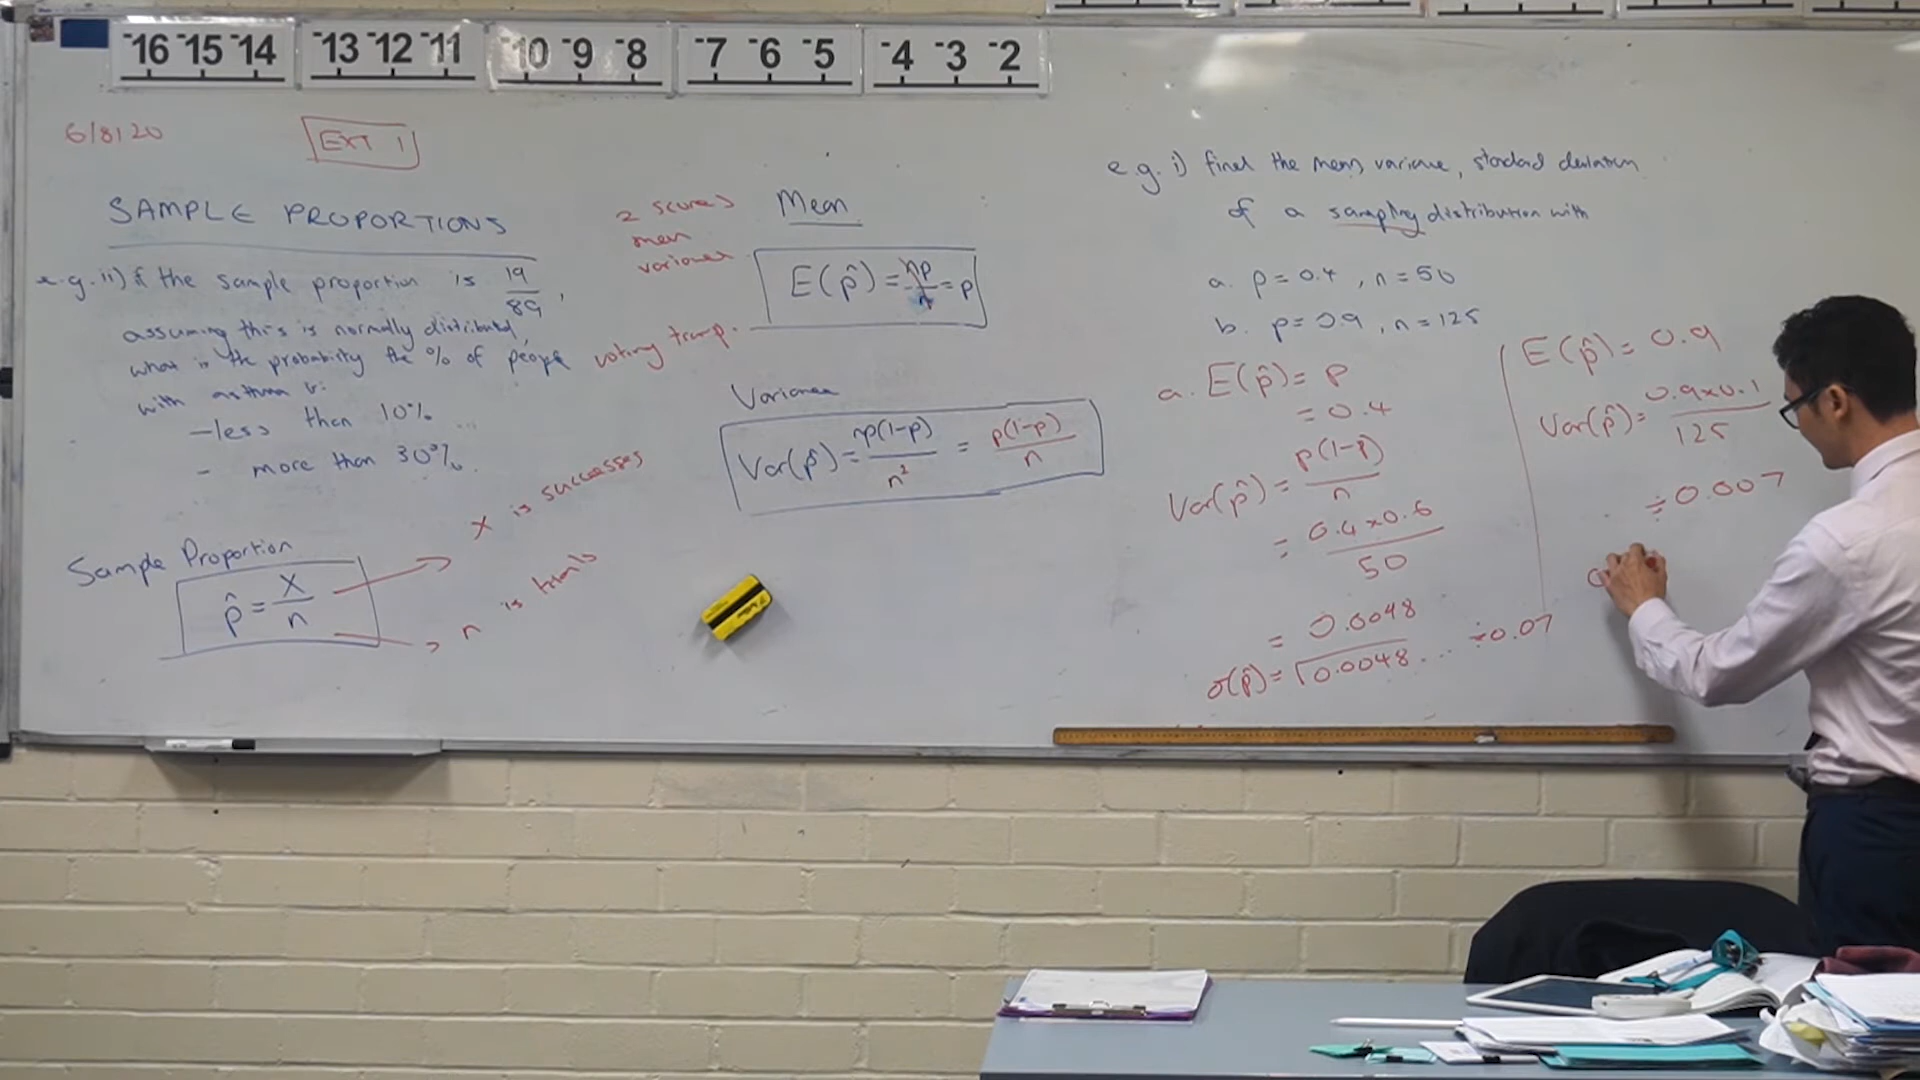 -16 -15 -14 -13 -12 -11 -10 -9 -8 -7 -6 -5 -4 -3 -2
6/8/20
EXT 1
SAMPLE PROPORTIONS
e.g. ii) if the sample proportion is 19/89,
assuming this is normally distributed,
what is the probability the % of people
with asthma is:
- less than 10%
- more than 30%
voting trump.
Sample Proportion
p̂ = X/n
X is successes
n is trials
2 scores
mean
variance
Mean
E(p̂) = np/n = p
Variance
Var(p̂) = np(1-p)/n² = p(1-p)/n
e.g. i) find the mean, variance, standard deviation
of a sampling distribution with
a. p = 0.4, n = 50
b. p = 0.9, n = 125
a. E(p̂) = p
= 0.4
Var(p̂) = p(1-p)/n
= 0.4 × 0.6/50
= 0.0048
σ(p̂) = √0.0048... ≑ 0.07
E(p̂) = 0.9
Var(p̂) = 0.9 × 0.1/125
≑ 0.007